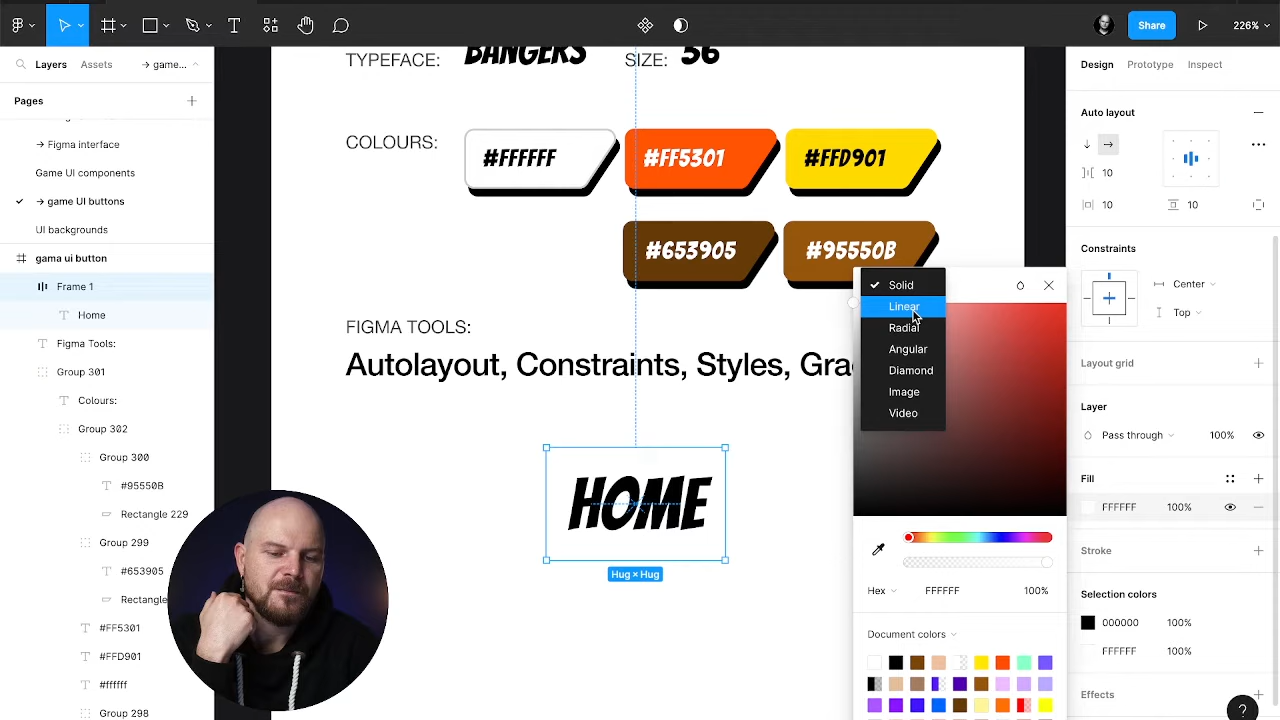 Share
226%
Layers
Assets
→ game...
Pages
→ Figma interface
Game UI components
→ game UI buttons
UI backgrounds
gama ui button
Frame 1
Home
Figma Tools:
Group 301
Colours:
Group 302
Group 300
#95550B
Rectangle 229
Group 299
#653905
Rectangle
#FF5301
#FFD901
#ffffff
Group 298
TYPEFACE:
BANGERS
SIZE:
56
COLOURS:
#FFFFFF
#FF5301
#FFD901
#653905
#95550B
FIGMA TOOLS:
Autolayout, Constraints, Styles, Gra
HOME
Hug × Hug
Solid
Linear
Radial
Angular
Diamond
Image
Video
Hex
FFFFFF
100%
Document colors
Design
Prototype
Inspect
Auto layout
10
10
10
Constraints
Center
Top
Layout grid
Layer
Pass through
100%
Fill
FFFFFF
100%
Stroke
Selection colors
000000
100%
FFFFFF
100%
Effects
?